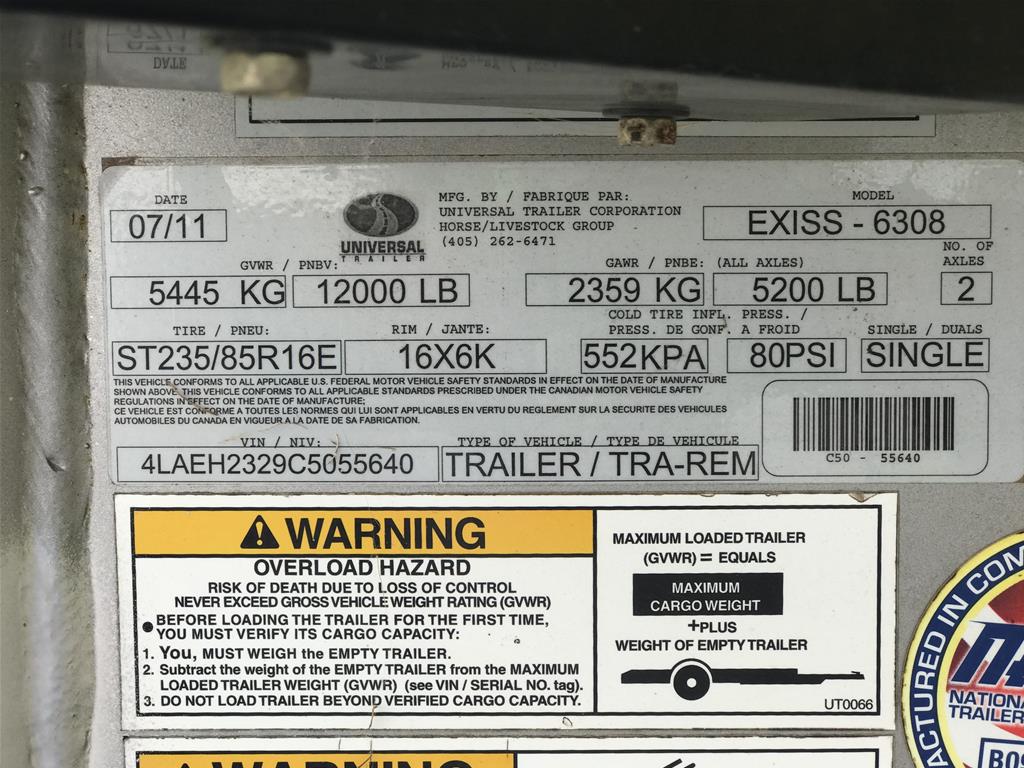 DATE
DATE
07/11
UNIVERSAL
TRAILER
MFG. BY / FABRIQUE PAR:
UNIVERSAL TRAILER CORPORATION
HORSE/LIVESTOCK GROUP
(405) 262-6471
MODEL
EXISS - 6308
GVWR / PNBV:
5445 KG 12000 LB
GAWR / PNBE: (ALL AXLES)
2359 KG 5200 LB
NO. OF
AXLES
2
TIRE / PNEU:
ST235/85R16E
RIM / JANTE:
16X6K
COLD TIRE INFL. PRESS. /
PRESS. DE GONF. A FROID
552KPA 80PSI
SINGLE / DUALS
SINGLE
THIS VEHICLE CONFORMS TO ALL APPLICABLE U.S. FEDERAL MOTOR VEHICLE SAFETY STANDARDS IN EFFECT ON THE DATE OF MANUFACTURE
SHOWN ABOVE. THIS VEHICLE CONFORMS TO ALL APPLICABLE STANDARDS PRESCRIBED UNDER THE CANADIAN MOTOR VEHICLE SAFETY
REGULATIONS IN EFFECT ON THE DATE OF MANUFACTURE;
CE VEHICULE EST CONFORME A TOUTES LES NORMES QUI LUI SONT APPLICABLES EN VERTU DU REGLEMENT SUR LA SECURITE DES VEHICULES
AUTOMOBILES DU CANADA EN VIGUEUR A LA DATE DE SA FABRICATION.
VIN / NIV:
4LAEH2329C5055640
TYPE OF VEHICLE / TYPE DE VEHICULE
TRAILER / TRA-REM
C50 - 55640
WARNING
OVERLOAD HAZARD
RISK OF DEATH DUE TO LOSS OF CONTROL
NEVER EXCEED GROSS VEHICLE WEIGHT RATING (GVWR)
● BEFORE LOADING THE TRAILER FOR THE FIRST TIME,
YOU MUST VERIFY ITS CARGO CAPACITY:
1. You, MUST WEIGH the EMPTY TRAILER.
2. Subtract the weight of the EMPTY TRAILER from the MAXIMUM
LOADED TRAILER WEIGHT (GVWR) (see VIN / SERIAL NO. tag).
3. DO NOT LOAD TRAILER BEYOND VERIFIED CARGO CAPACITY.
MAXIMUM LOADED TRAILER
(GVWR) = EQUALS
MAXIMUM
CARGO WEIGHT
+PLUS
WEIGHT OF EMPTY TRAILER
UT0066
WARNING